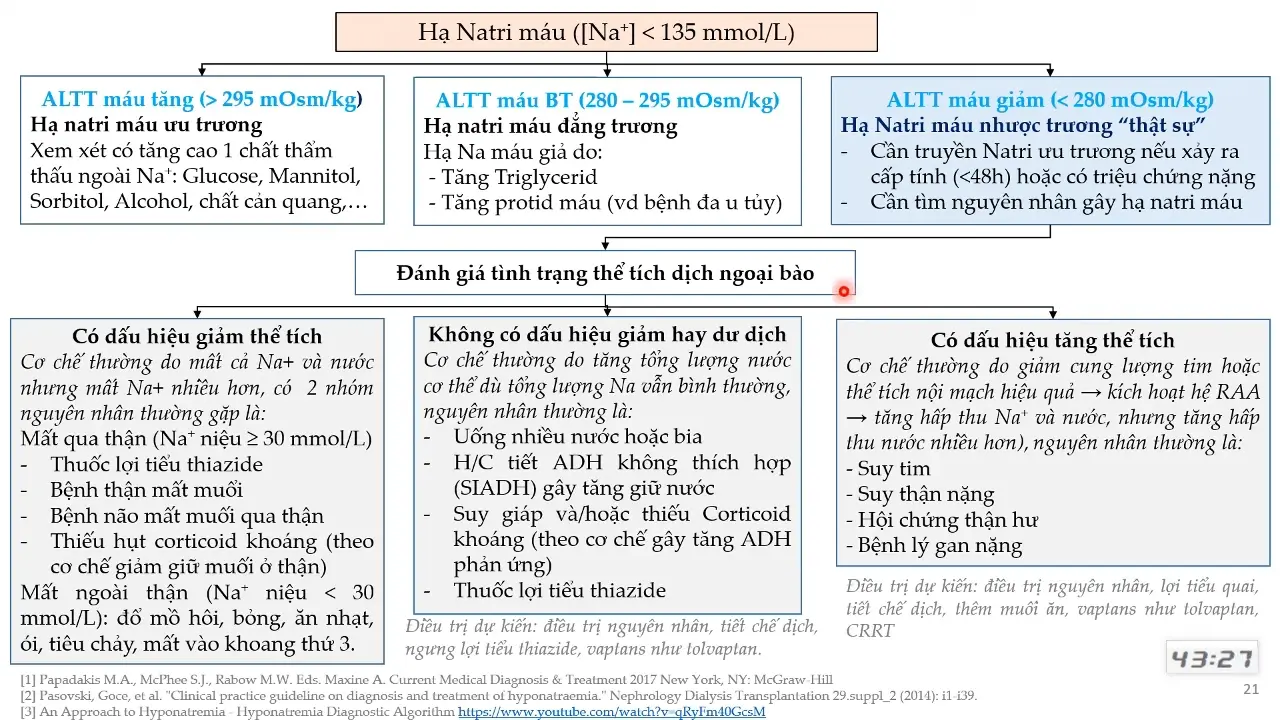 Hạ Natri máu ([Na⁺] < 135 mmol/L)
ALTT máu tăng (> 295 mOsm/kg)
Hạ natri máu ưu trương
Xem xét có tăng cao 1 chất thẩm
thấu ngoài Na⁺: Glucose, Mannitol,
Sorbitol, Alcohol, chất cản quang,…
ALTT máu BT (280 – 295 mOsm/kg)
Hạ natri máu đẳng trương
Hạ Na máu giả do:
- Tăng Triglycerid
- Tăng protid máu (vd bệnh đa u tủy)
ALTT máu giảm (< 280 mOsm/kg)
Hạ Natri máu nhược trương “thật sự”
- Cần truyền Natri ưu trương nếu xảy ra
cấp tính (<48h) hoặc có triệu chứng nặng
- Cần tìm nguyên nhân gây hạ natri máu
Đánh giá tình trạng thể tích dịch ngoại bào
Có dấu hiệu giảm thể tích
Cơ chế thường do mất cả Na+ và nước
nhưng mất Na+ nhiều hơn, có 2 nhóm
nguyên nhân thường gặp là:
Mất qua thận (Na⁺ niệu ≥ 30 mmol/L)
- Thuốc lợi tiểu thiazide
- Bệnh thận mất muối
- Bệnh não mất muối qua thận
- Thiếu hụt corticoid khoáng (theo
cơ chế giảm giữ muối ở thận)
Mất ngoài thận (Na⁺ niệu < 30
mmol/L): đổ mồ hôi, bỏng, ăn nhạt,
ói, tiêu chảy, mất vào khoang thứ 3.
Không có dấu hiệu giảm hay dư dịch
Cơ chế thường do tăng tổng lượng nước
cơ thể dù tổng lượng Na vẫn bình thường,
nguyên nhân thường là:
- Uống nhiều nước hoặc bia
- H/C tiết ADH không thích hợp
(SIADH) gây tăng giữ nước
- Suy giáp và/hoặc thiếu Corticoid
khoáng (theo cơ chế gây tăng ADH
phản ứng)
- Thuốc lợi tiểu thiazide
Điều trị dự kiến: điều trị nguyên nhân, tiết chế dịch,
ngưng lợi tiểu thiazide, vaptans như tolvaptan.
Có dấu hiệu tăng thể tích
Cơ chế thường do giảm cung lượng tim hoặc
thể tích nội mạch hiệu quả → kích hoạt hệ RAA
→ tăng hấp thu Na⁺ và nước, nhưng tăng hấp
thu nước nhiều hơn), nguyên nhân thường là:
- Suy tim
- Suy thận nặng
- Hội chứng thận hư
- Bệnh lý gan nặng
Điều trị dự kiến: điều trị nguyên nhân, lợi tiểu quai,
tiết chế dịch, thêm muối ăn, vaptans như tolvaptan,
CRRT
43:27
[1] Papadakis M.A., McPhee S.J., Rabow M.W. Eds. Maxine A. Current Medical Diagnosis & Treatment 2017 New York, NY: McGraw-Hill
[2] Pasovski, Goce, et al. "Clinical practice guideline on diagnosis and treatment of hyponatraemia." Nephrology Dialysis Transplantation 29.suppl_2 (2014): i1-i39.
[3] An Approach to Hyponatremia - Hyponatremia Diagnostic Algorithm https://www.youtube.com/watch?v=qRyFm40GcsM
21